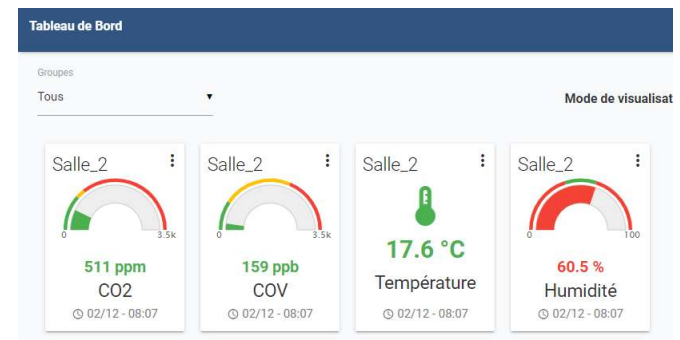 Tableau de Bord
Groupes
Tous
Mode de visualisat
Salle_2
0 3.5k
511 ppm
CO2
02/12 - 08:07
Salle_2
0 3.5k
159 ppb
COV
02/12 - 08:07
Salle_2
17.6 °C
Température
02/12 - 08:07
Salle_2
0 100
60.5 %
Humidité
02/12 - 08:07